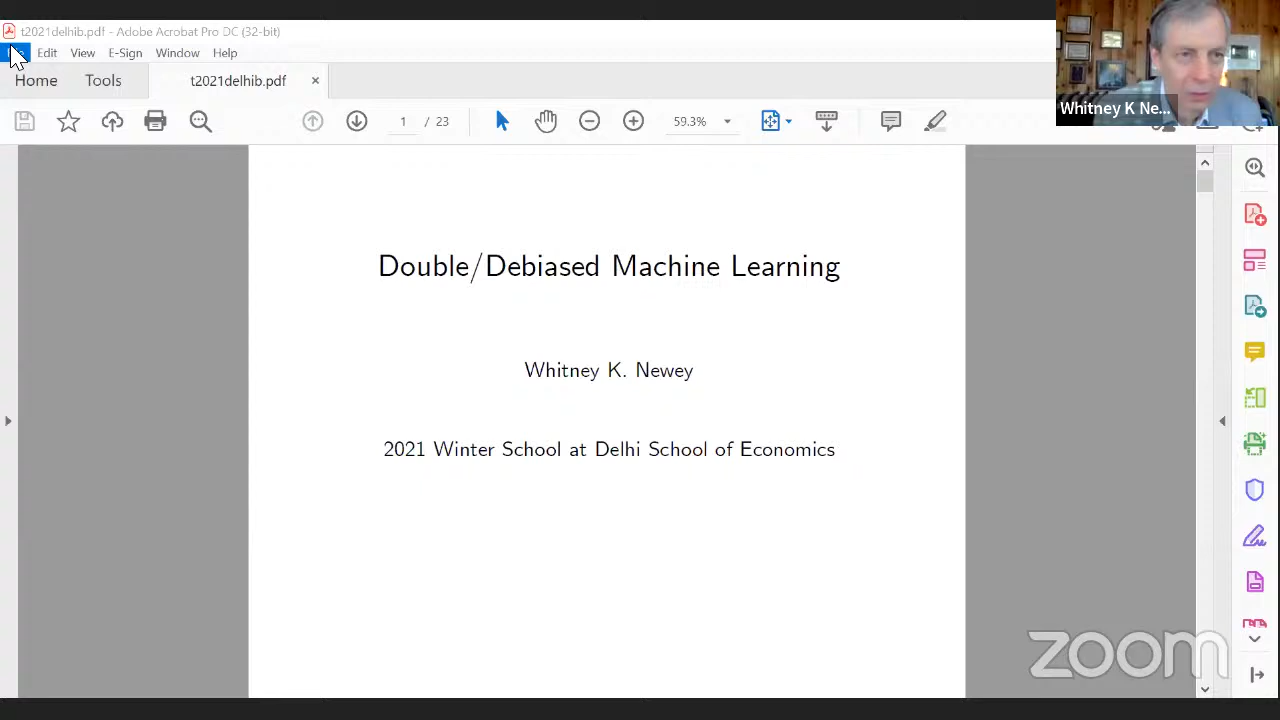 t2021delhib.pdf - Adobe Acrobat Pro DC (32-bit)
Edit View E-Sign Window Help
Home Tools t2021delhib.pdf ×
1 / 23 59.3%
Whitney K Ne...
Double/Debiased Machine Learning
Whitney K. Newey
2021 Winter School at Delhi School of Economics
zoom